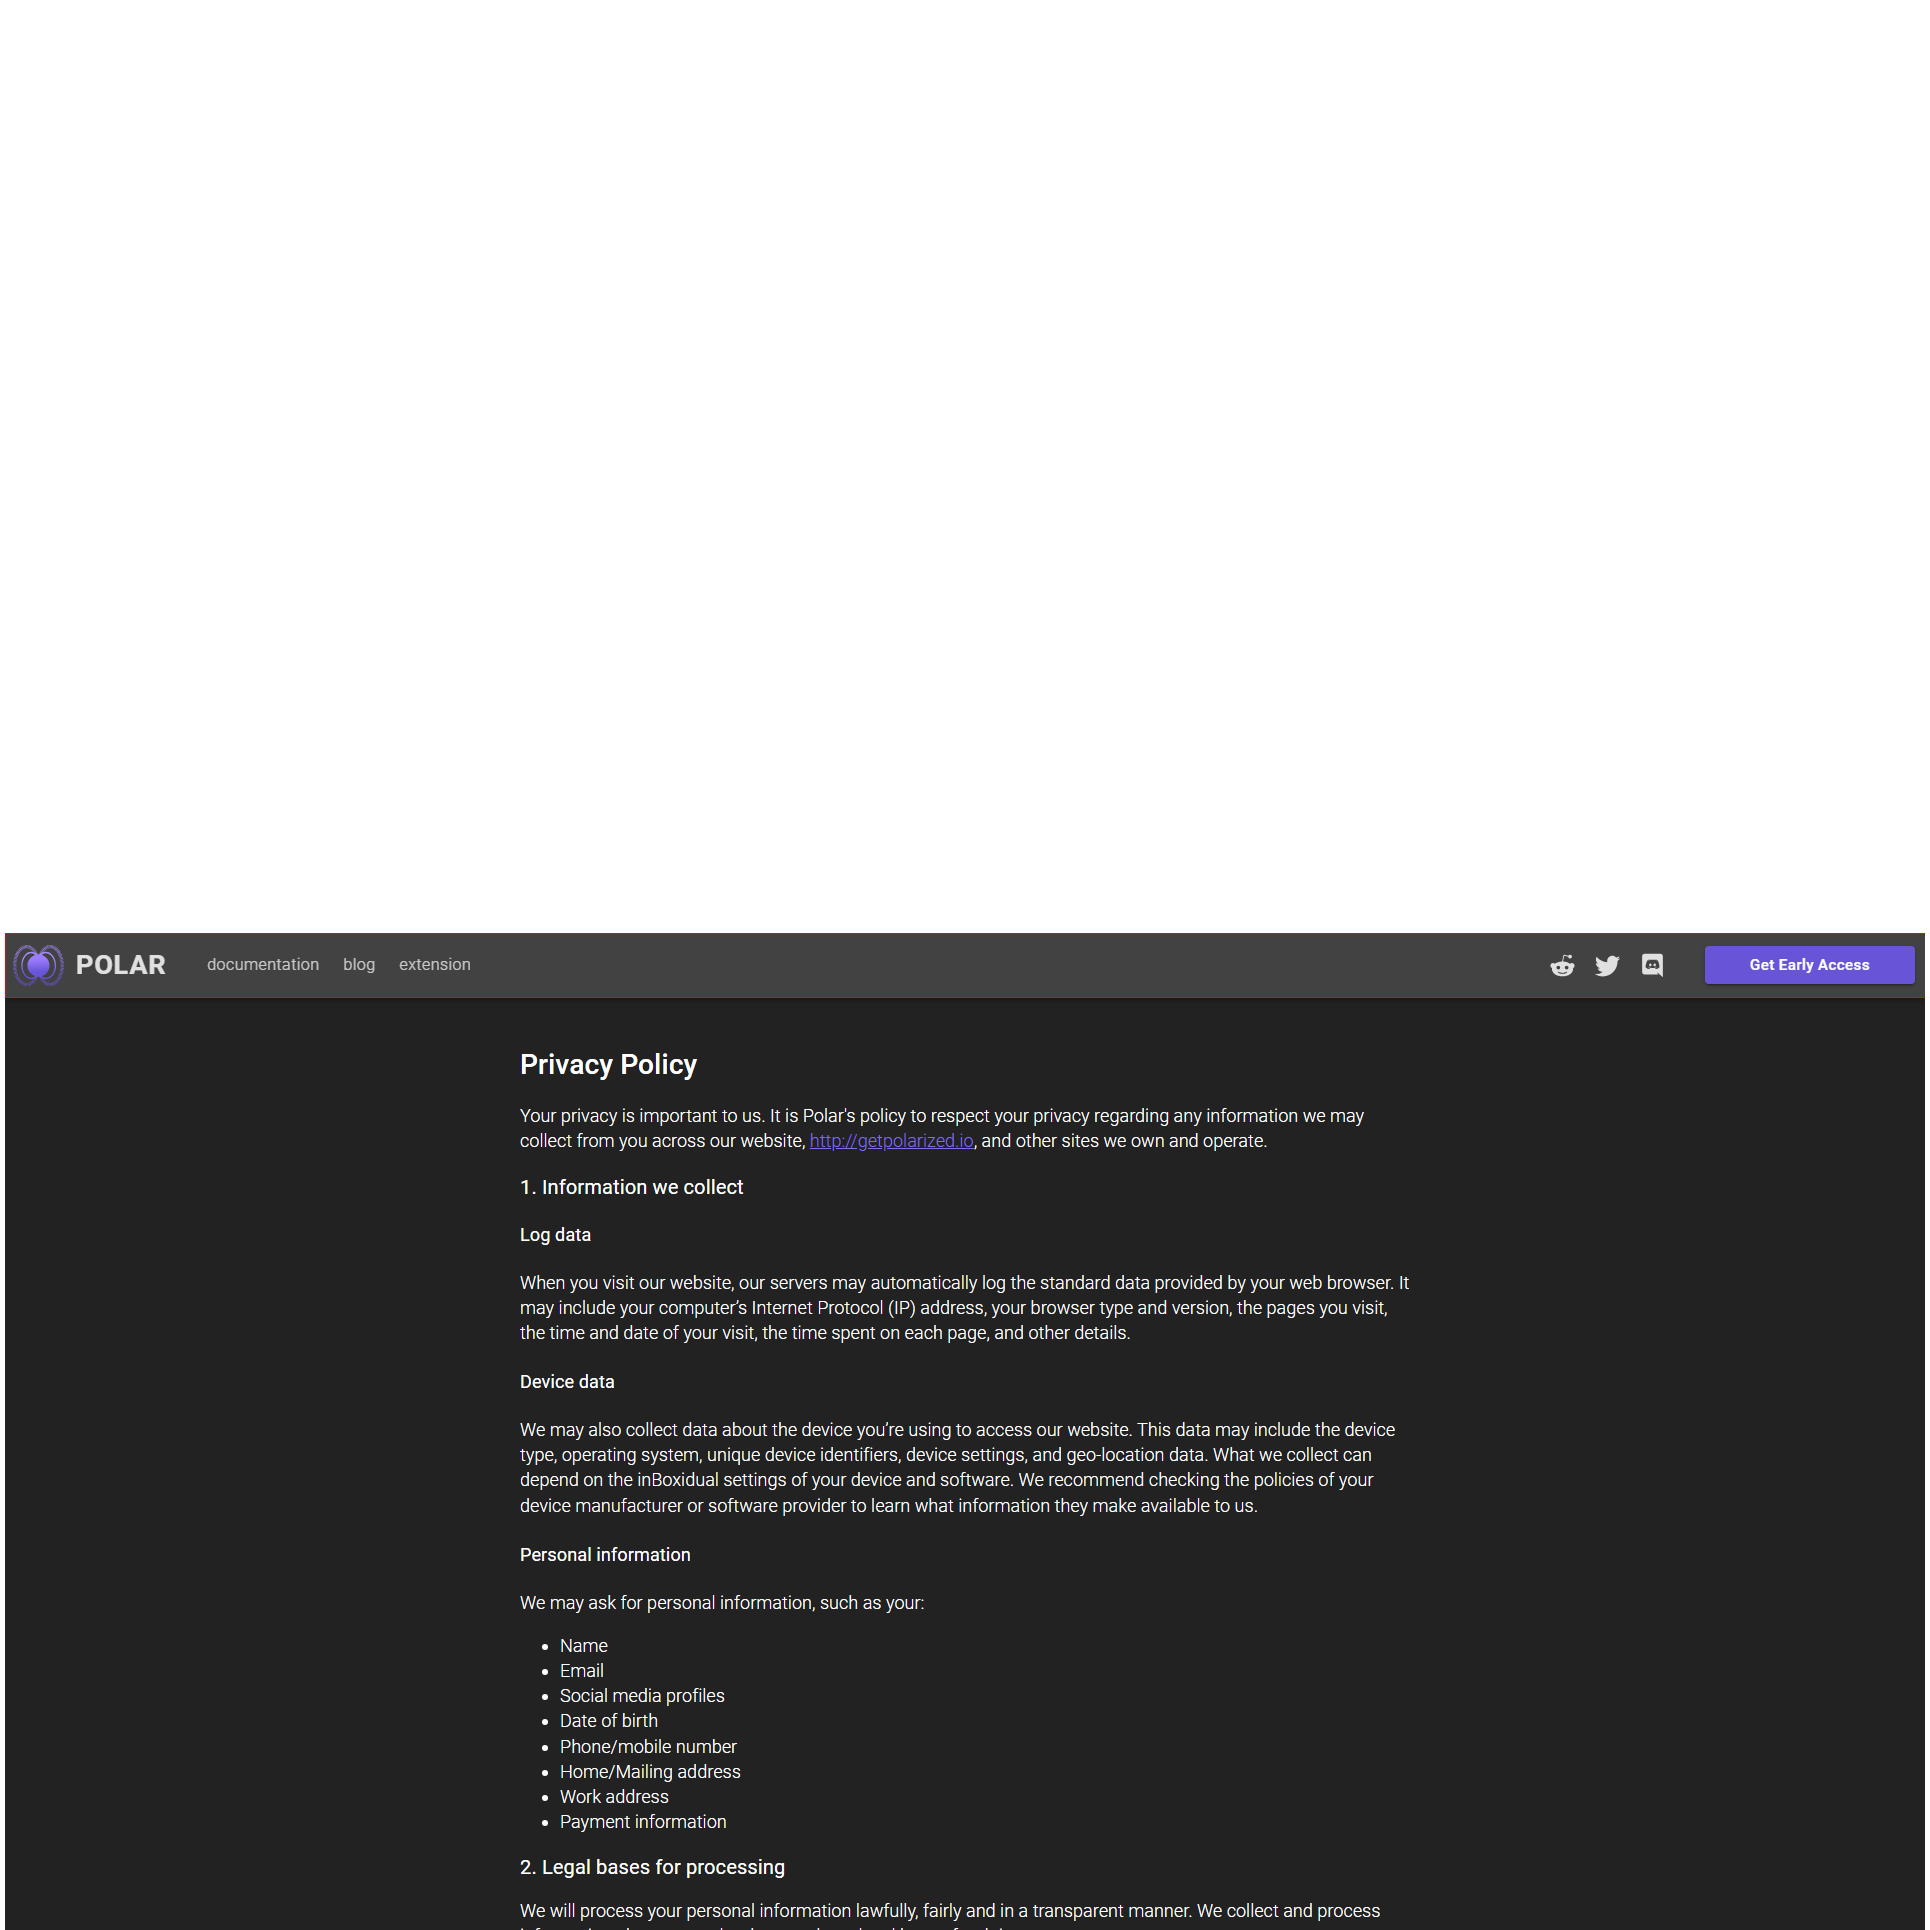 POLAR documentation blog extension Get Early Access
Privacy Policy
Your privacy is important to us. It is Polar's policy to respect your privacy regarding any information we may
collect from you across our website, http://getpolarized.io, and other sites we own and operate.
1. Information we collect
Log data
When you visit our website, our servers may automatically log the standard data provided by your web browser. It
may include your computer’s Internet Protocol (IP) address, your browser type and version, the pages you visit,
the time and date of your visit, the time spent on each page, and other details.
Device data
We may also collect data about the device you’re using to access our website. This data may include the device
type, operating system, unique device identifiers, device settings, and geo-location data. What we collect can
depend on the inBoxidual settings of your device and software. We recommend checking the policies of your
device manufacturer or software provider to learn what information they make available to us.
Personal information
We may ask for personal information, such as your:
• Name
• Email
• Social media profiles
• Date of birth
• Phone/mobile number
• Home/Mailing address
• Work address
• Payment information
2. Legal bases for processing
We will process your personal information lawfully, fairly and in a transparent manner. We collect and process